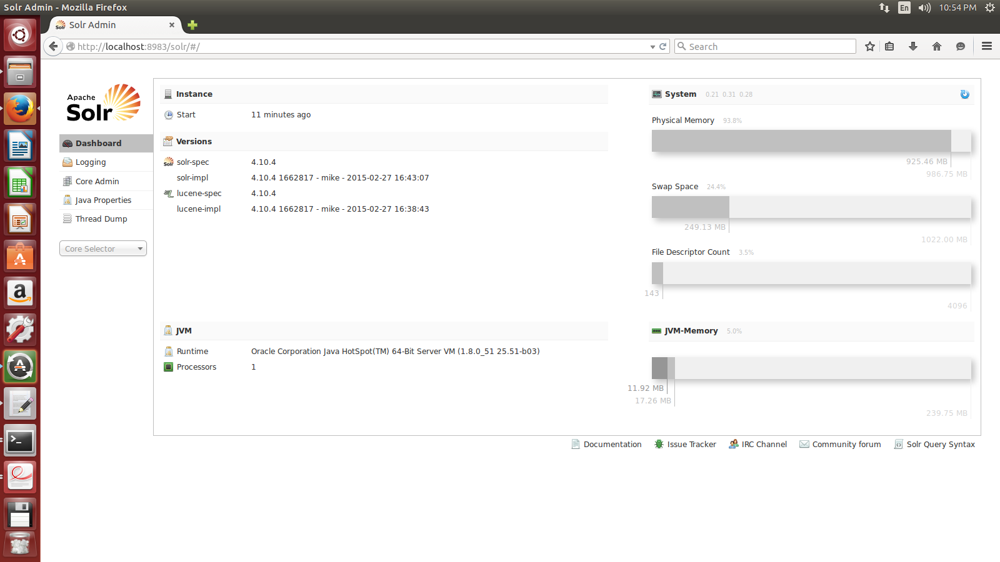 Solr Admin - Mozilla Firefox
En
10:54 PM
Solr Admin
http://localhost:8983/solr/#/
Search
Apache
Solr
Dashboard
Logging
Core Admin
Java Properties
Thread Dump
Core Selector
Instance
Start 11 minutes ago
Versions
solr-spec 4.10.4
solr-impl 4.10.4 1662817 - mike - 2015-02-27 16:43:07
lucene-spec 4.10.4
lucene-impl 4.10.4 1662817 - mike - 2015-02-27 16:38:43
JVM
Runtime Oracle Corporation Java HotSpot(TM) 64-Bit Server VM (1.8.0_51 25.51-b03)
Processors 1
System 0.21 0.31 0.28
Physical Memory 93.8%
925.46 MB
986.75 MB
Swap Space 24.4%
249.13 MB
1022.00 MB
File Descriptor Count 3.5%
143
4096
JVM-Memory 5.0%
11.92 MB
17.26 MB
239.75 MB
Documentation Issue Tracker IRC Channel Community forum Solr Query Syntax